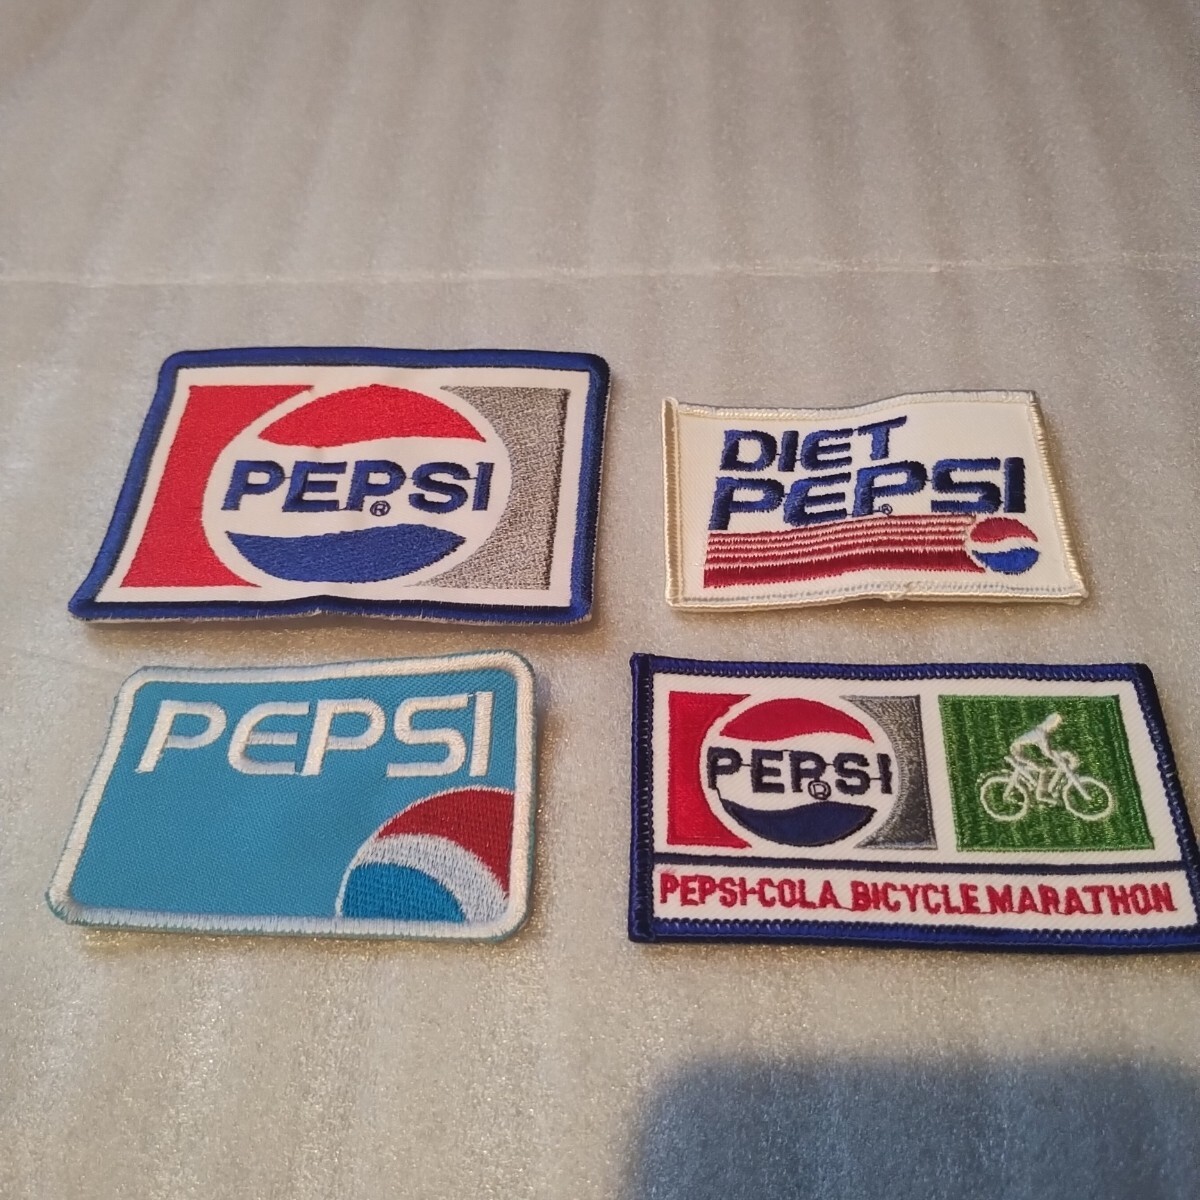 PEPSI®
DIET
PEPSI®
PEPSI
PEPSI®
PEPSI-COLA BICYCLE MARATHON